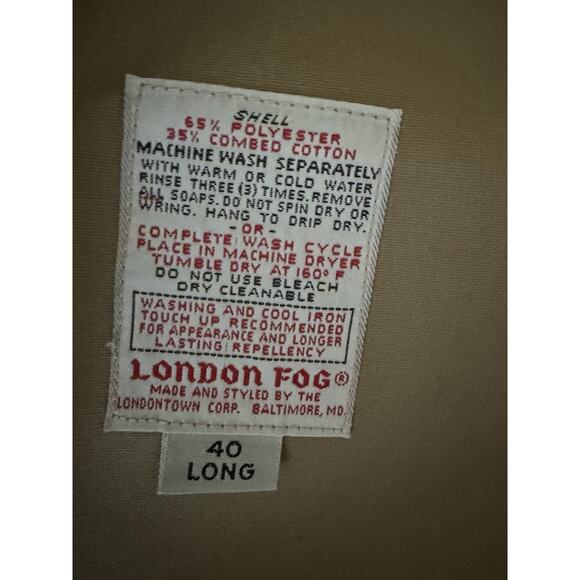 SHELL
65% POLYESTER
35% COMBED COTTON
MACHINE WASH SEPARATELY
WITH WARM OR COLD WATER
RINSE THREE (3) TIMES. REMOVE
ALL SOAPS. DO NOT SPIN DRY OR
WRING. HANG TO DRIP DRY.
-OR-
COMPLETE WASH CYCLE
PLACE IN MACHINE DRYER
TUMBLE DRY AT 160° F
DO NOT USE BLEACH
DRY CLEANABLE
WASHING AND COOL IRON
TOUCH UP RECOMMENDED
FOR APPEARANCE AND LONGER
LASTING REPELLENCY
LONDON FOG®
MADE AND STYLED BY THE
LONDONTOWN CORP. BALTIMORE, MD.
40
LONG